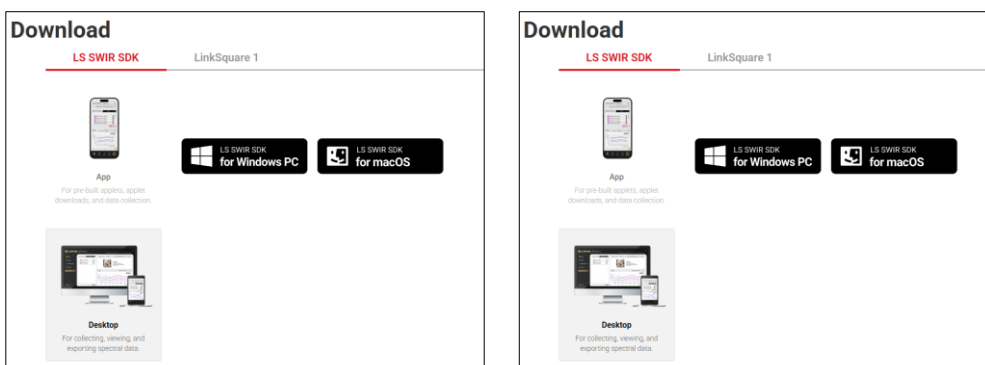 Download
LS SWIR SDK LinkSquare 1
LS SWIR SDK
for Windows PC
LS SWIR SDK
for macOS
App
For pre-built applets, applet
downloads, and data collection.
Desktop
For collecting, viewing, and
exporting spectral data.
Download
LS SWIR SDK LinkSquare 1
LS SWIR SDK
for Windows PC
LS SWIR SDK
for macOS
App
For pre-built applets, applet
downloads, and data collection.
Desktop
For collecting, viewing, and
exporting spectral data.